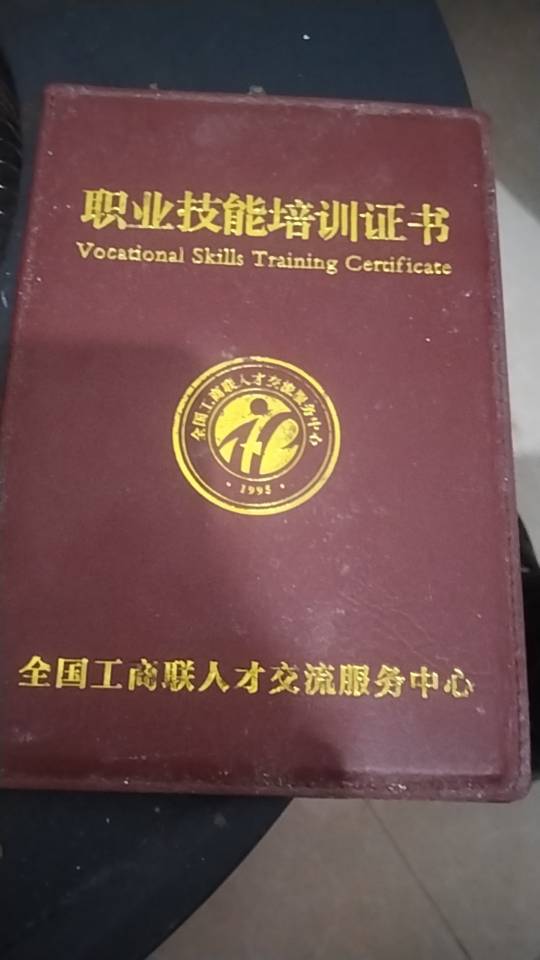 职业技能培训证书
Vocational Skills Training Certificate
全国工商联人才交流服务中心
·1995·
全国工商联人才交流服务中心